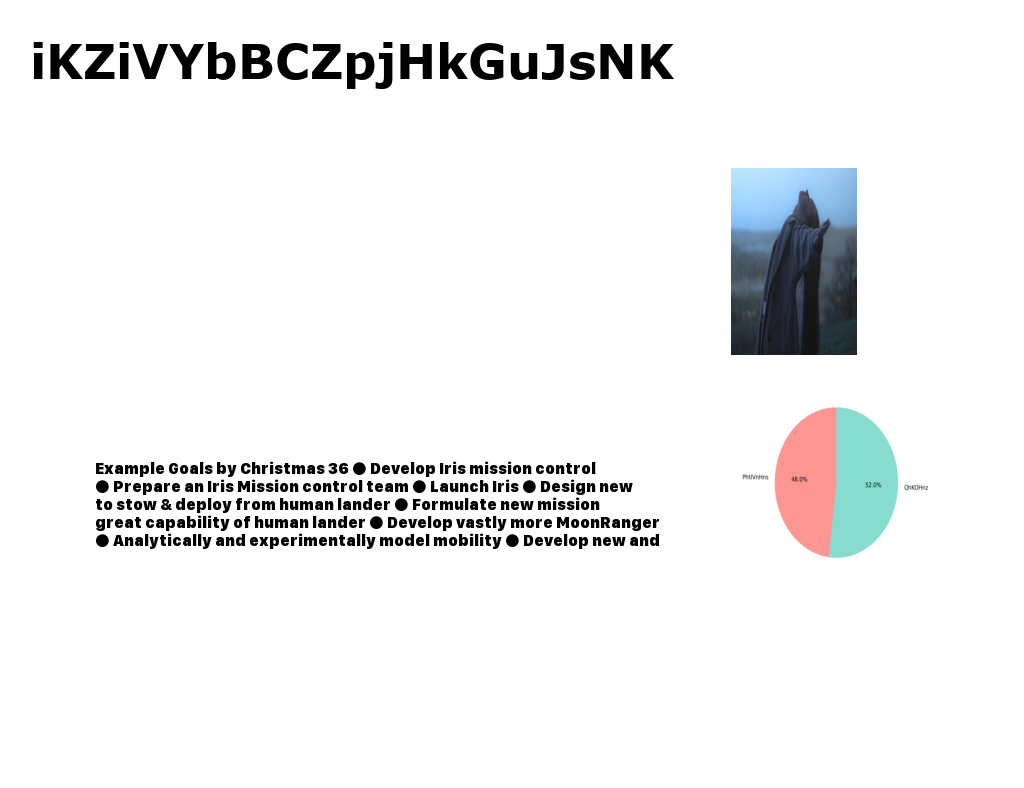 iKZiVYbBCZpjHkGuJsNK
Example Goals by Christmas 36 ● Develop Iris mission control
● Prepare an Iris Mission control team ● Launch Iris ● Design new
to stow & deploy from human lander ● Formulate new mission
great capability of human lander ● Develop vastly more MoonRanger
● Analytically and experimentally model mobility ● Develop new and
48.0%
52.0%
QhKOHnz